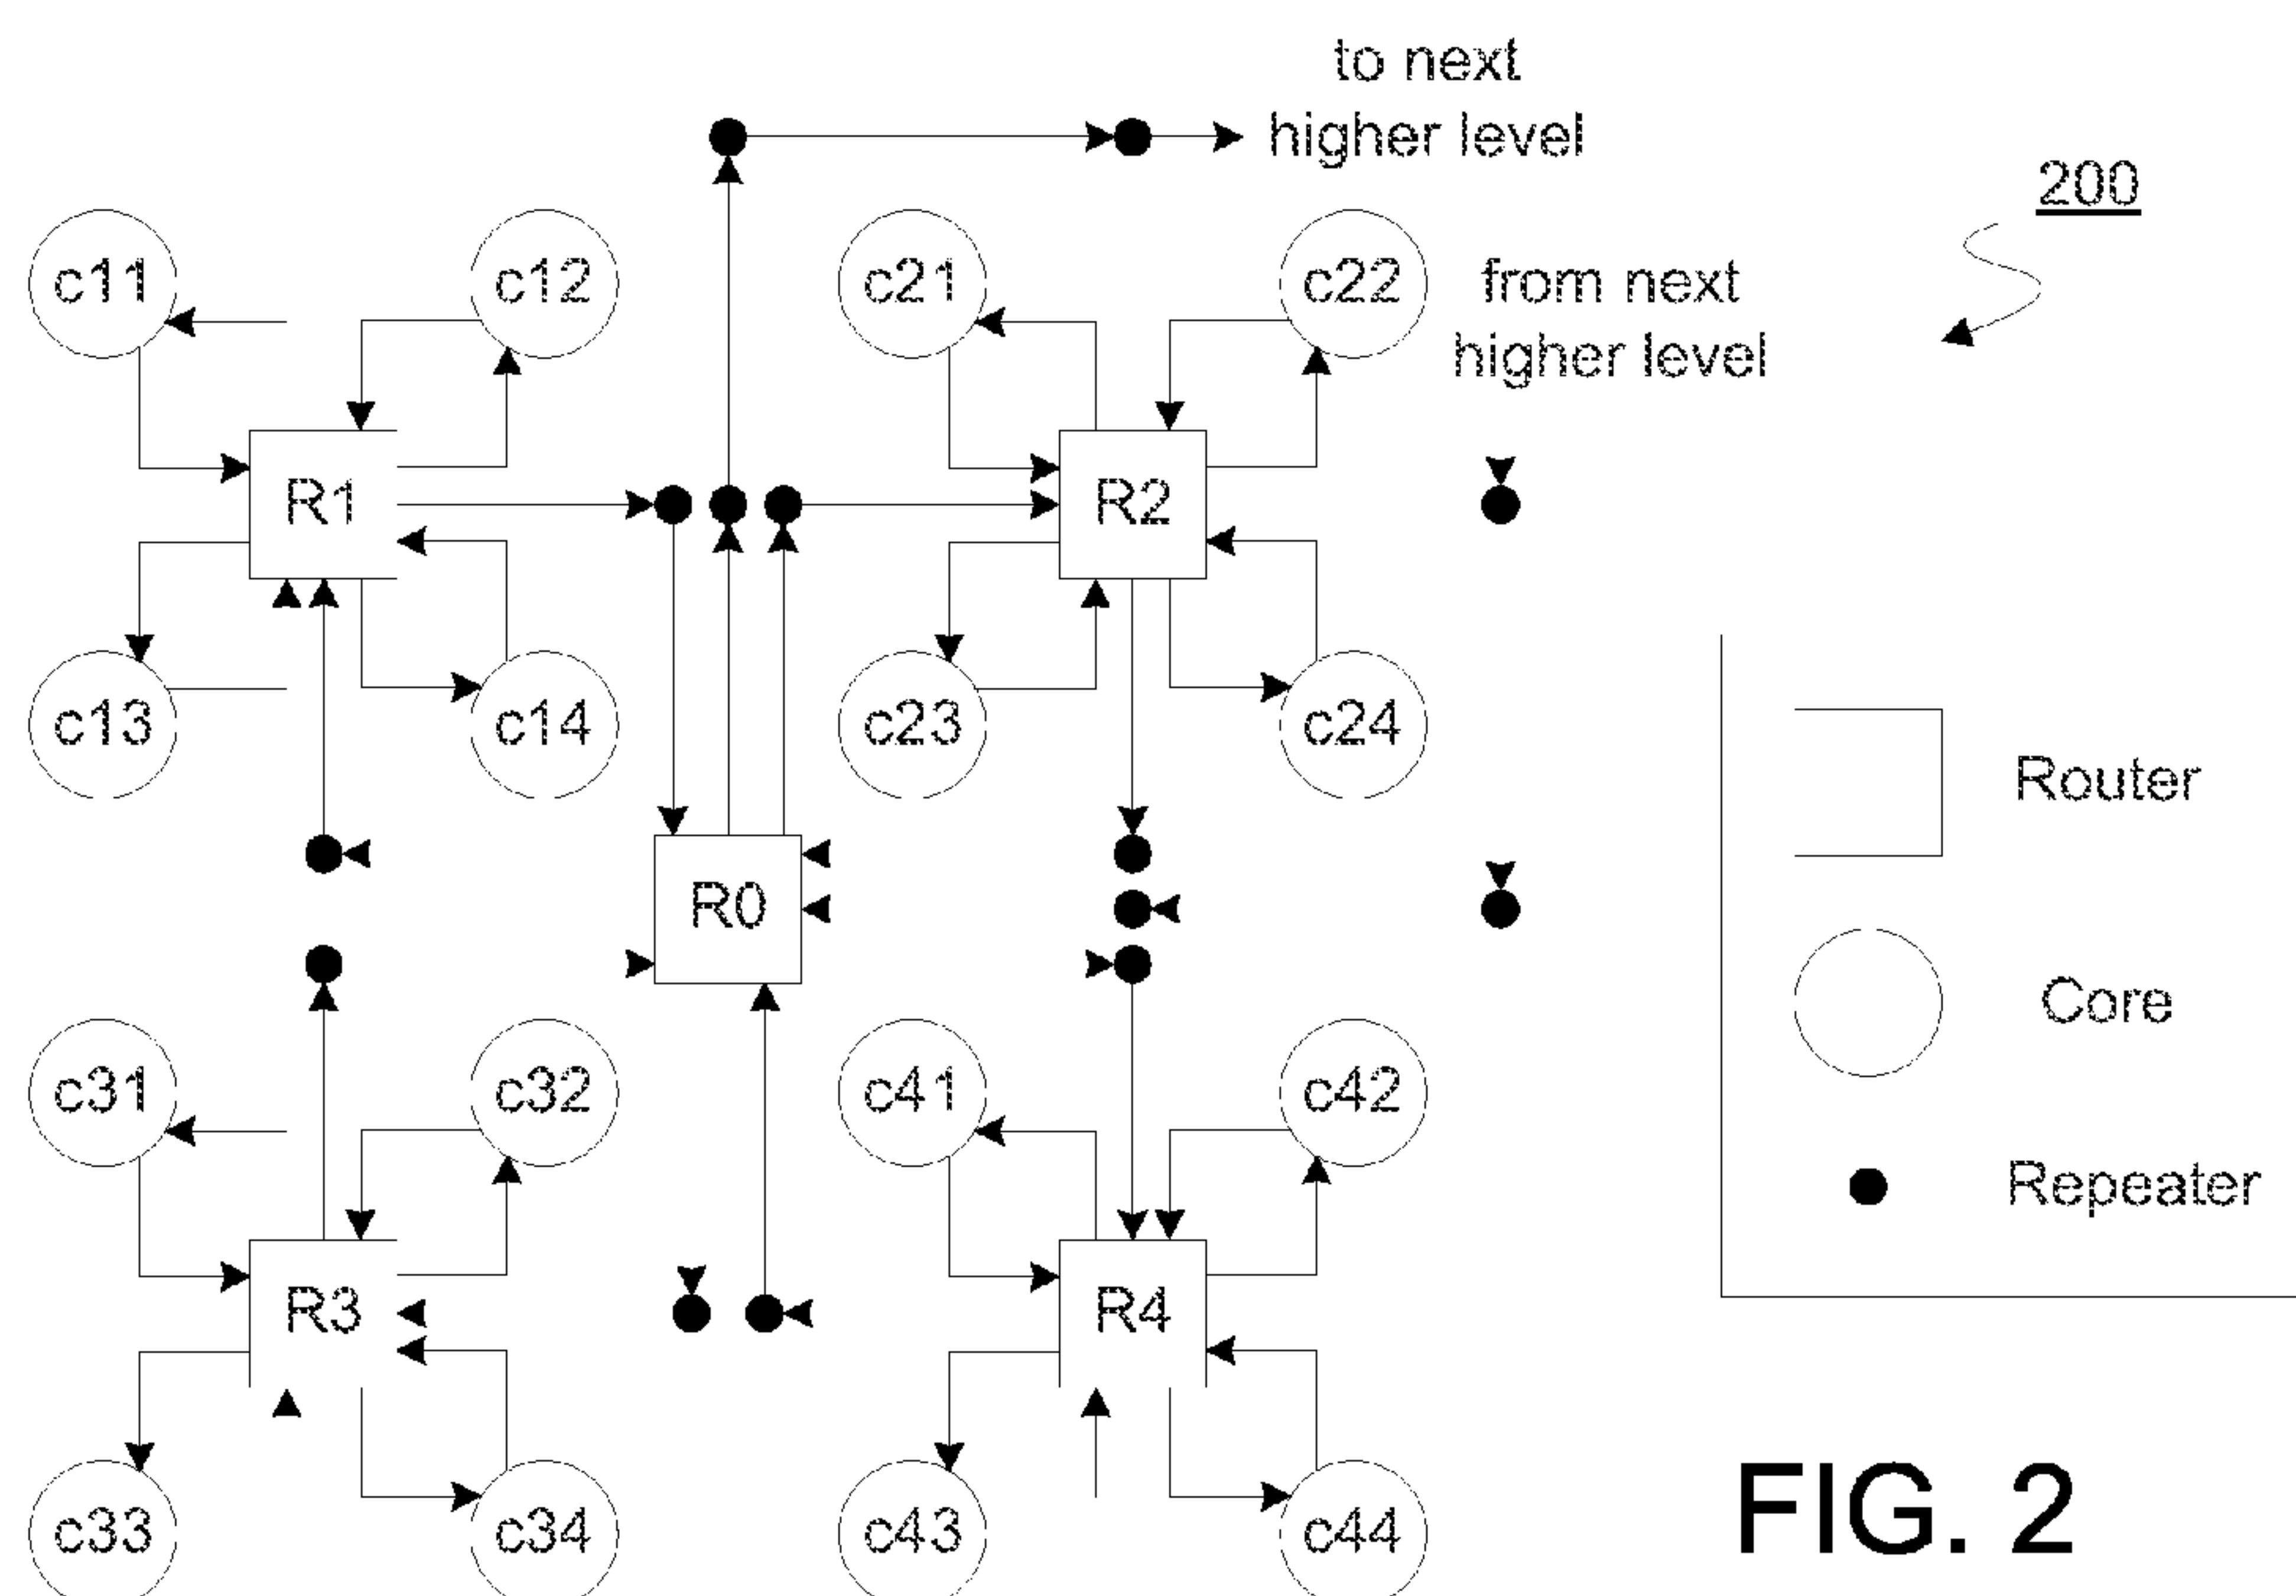 to next
higher level
200
c11
c12
c21
c22
from next
higher level
R1
R2
c13
c14
c23
c24
Router
R0
Core
c31
c32
c41
c42
Repeater
R3
R4
c33
c34
c43
c44
FIG. 2